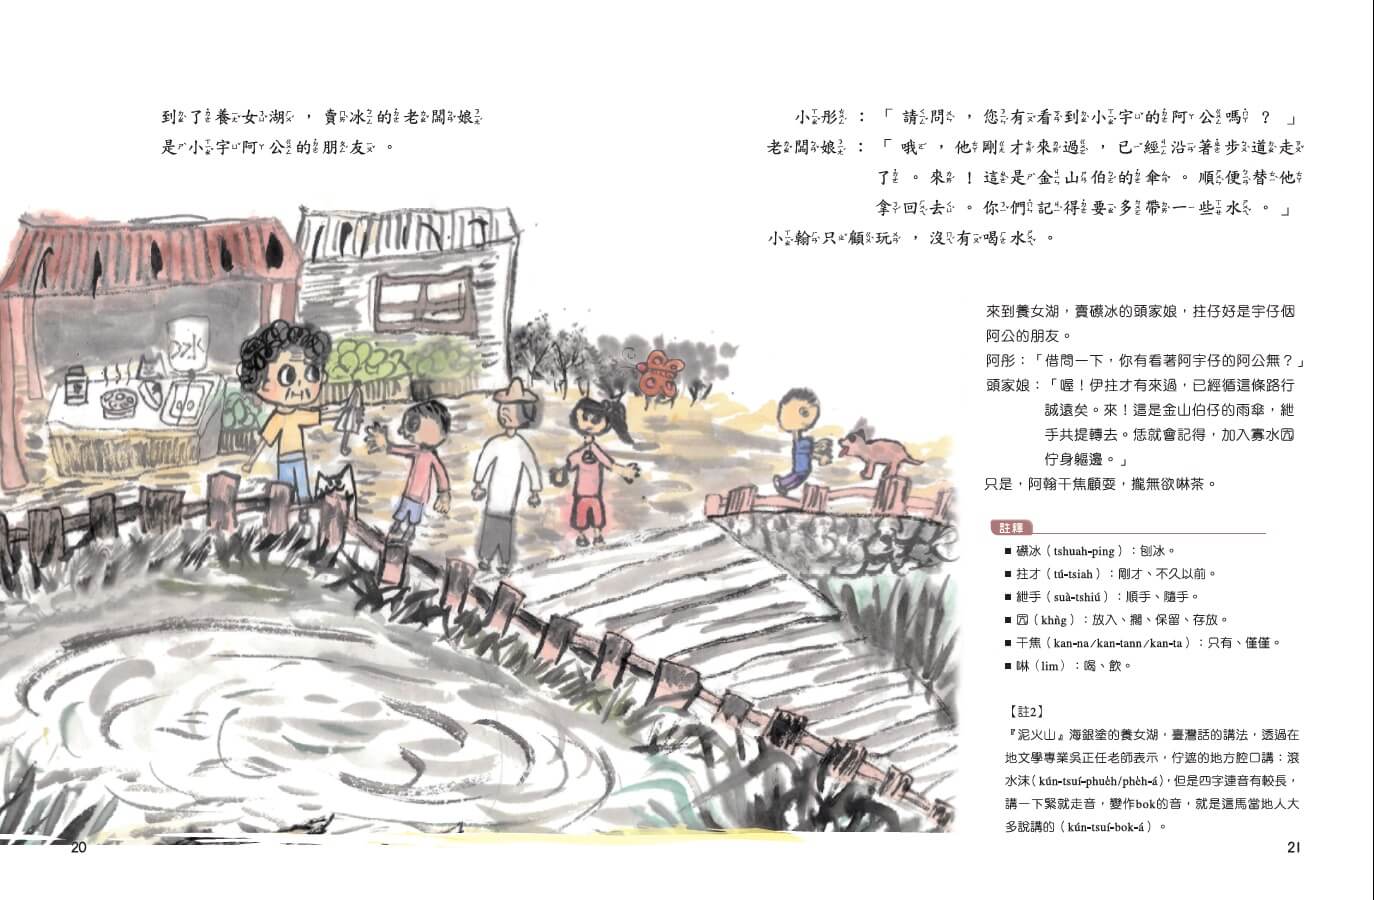 到了養女湖，賣冰的老闆娘
是小宇阿公的朋友。
冰
20
小彤：「請問，您有看到小宇的阿公嗎？」
老闆娘：「哦，他剛才來過，已經沿著步道走
了。來！這是金山伯的傘。順便替他
拿回去。你們記得要多帶一些水。」
小翰只顧玩，沒有喝水。
來到養女湖，賣礤冰的頭家娘，拄仔好是宇仔個
阿公的朋友。
阿彤：「借問一下，你有看著阿宇仔的阿公無？」
頭家娘：「喔！伊拄才有來過，已經循這條路行
誠遠矣。來！這是金山伯仔的雨傘，紲
手共提轉去。恁就會記得，加入寡水囥
佇身軀邊。」
只是，阿翰干焦顧耍，攏無欲啉茶。
註釋
■ 礤冰（tshuah-ping）：刨冰。
■ 拄才（tú-tsiah）：剛才、不久以前。
■ 紲手（suà-tshiú）：順手、隨手。
■ 囥（khǹg）：放入、擱、保留、存放。
■ 干焦（kan-na/kan-tann/kan-ta）：只有、僅僅。
■ 啉（lim）：喝、飲。
【註2】
『泥火山』海銀塗的養女湖，臺灣話的講法，透過在
地文學專業吳正任老師表示，佇遮的地方腔口講：滾
水沫（kún-tsuí-phue̍h/phe̍h-á），但是四字連音有較長，
講一下緊就走音，變作bok的音，就是這馬當地人大
多說講的（kún-tsuí-bok-á）。
21